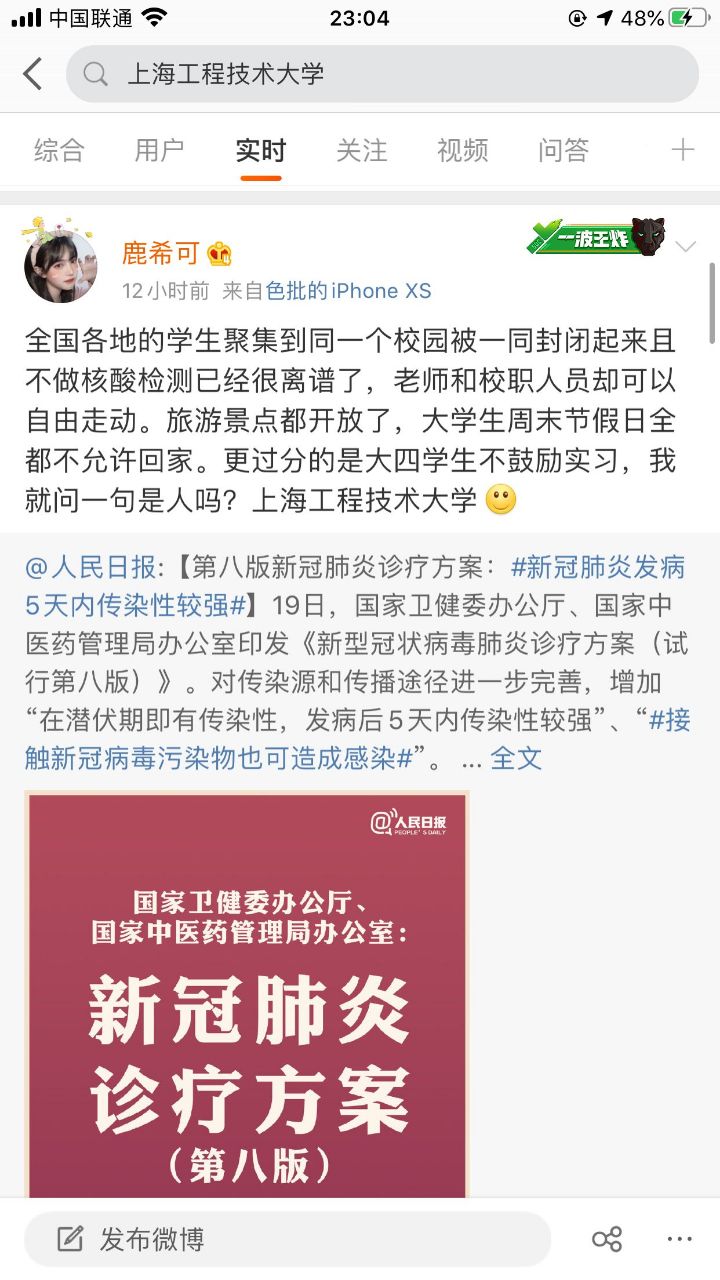 中国联通
23:04
48%
上海工程技术大学
综合 用户 实时 关注 视频 问答
鹿希可
一波王炸
12小时前 来自色批的iPhone XS
全国各地的学生聚集到同一个校园被一同封闭起来且
不做核酸检测已经很离谱了，老师和校职人员却可以
自由走动。旅游景点都开放了，大学生周末节假日全
都不允许回家。更过分的是大四学生不鼓励实习，我
就问一句是人吗？上海工程技术大学
@人民日报:【第八版新冠肺炎诊疗方案：#新冠肺炎发病
5天内传染性较强#】19日，国家卫健委办公厅、国家中
医药管理局办公室印发《新型冠状病毒肺炎诊疗方案（试
行第八版）》。对传染源和传播途径进一步完善，增加
“在潜伏期即有传染性，发病后5天内传染性较强”、“#接
触新冠病毒污染物也可造成感染#”。 ... 全文
@人民日报
PEOPLE'S DAILY
国家卫健委办公厅、
国家中医药管理局办公室：
新冠肺炎
诊疗方案
（第八版）
发布微博